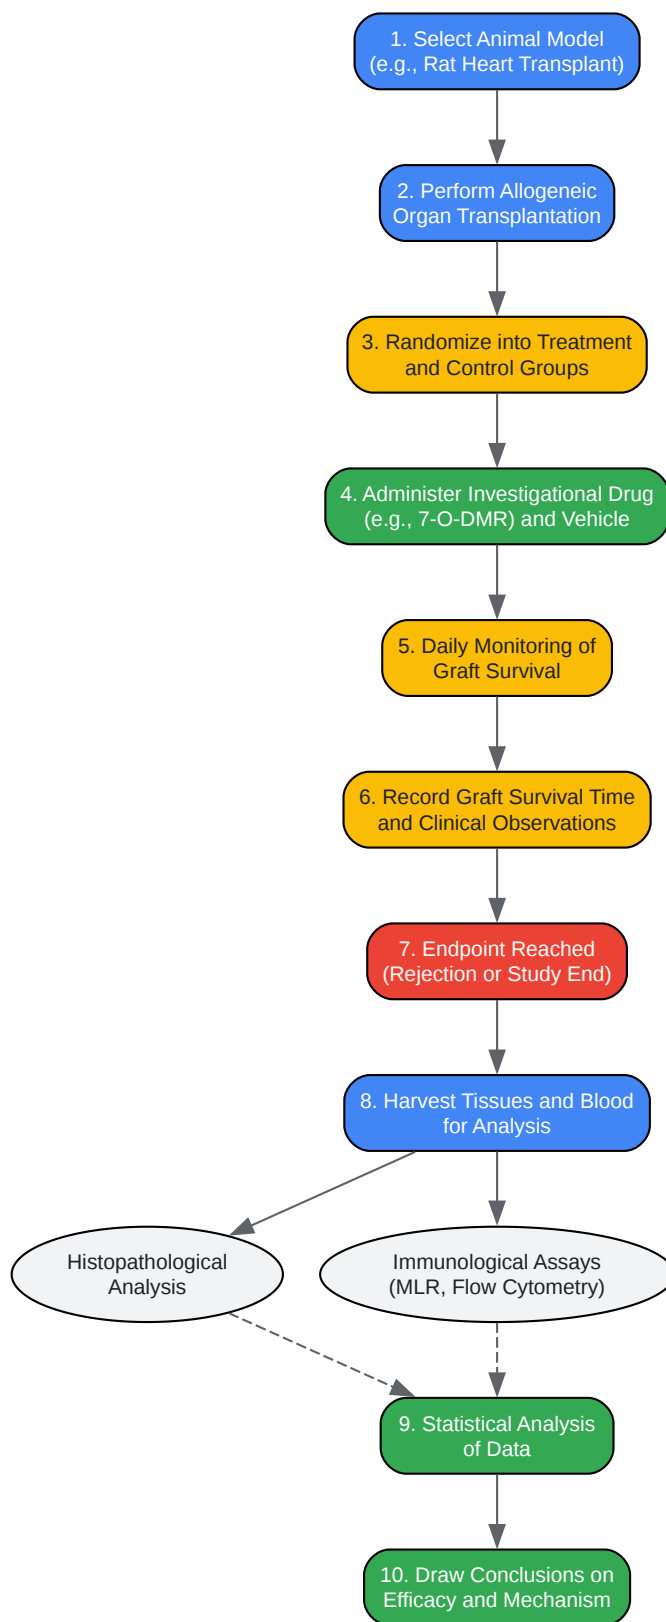 1. Select Animal Model
(e.g., Rat Heart Transplant)
2. Perform Allogeneic
Organ Transplantation
3. Randomize into Treatment
and Control Groups
4. Administer Investigational Drug
(e.g., 7-O-DMR) and Vehicle
5. Daily Monitoring of
Graft Survival
6. Record Graft Survival Time
and Clinical Observations
7. Endpoint Reached
(Rejection or Study End)
8. Harvest Tissues and Blood
for Analysis
Histopathological
Analysis
Immunological Assays
(MLR, Flow Cytometry)
9. Statistical Analysis
of Data
10. Draw Conclusions on
Efficacy and Mechanism